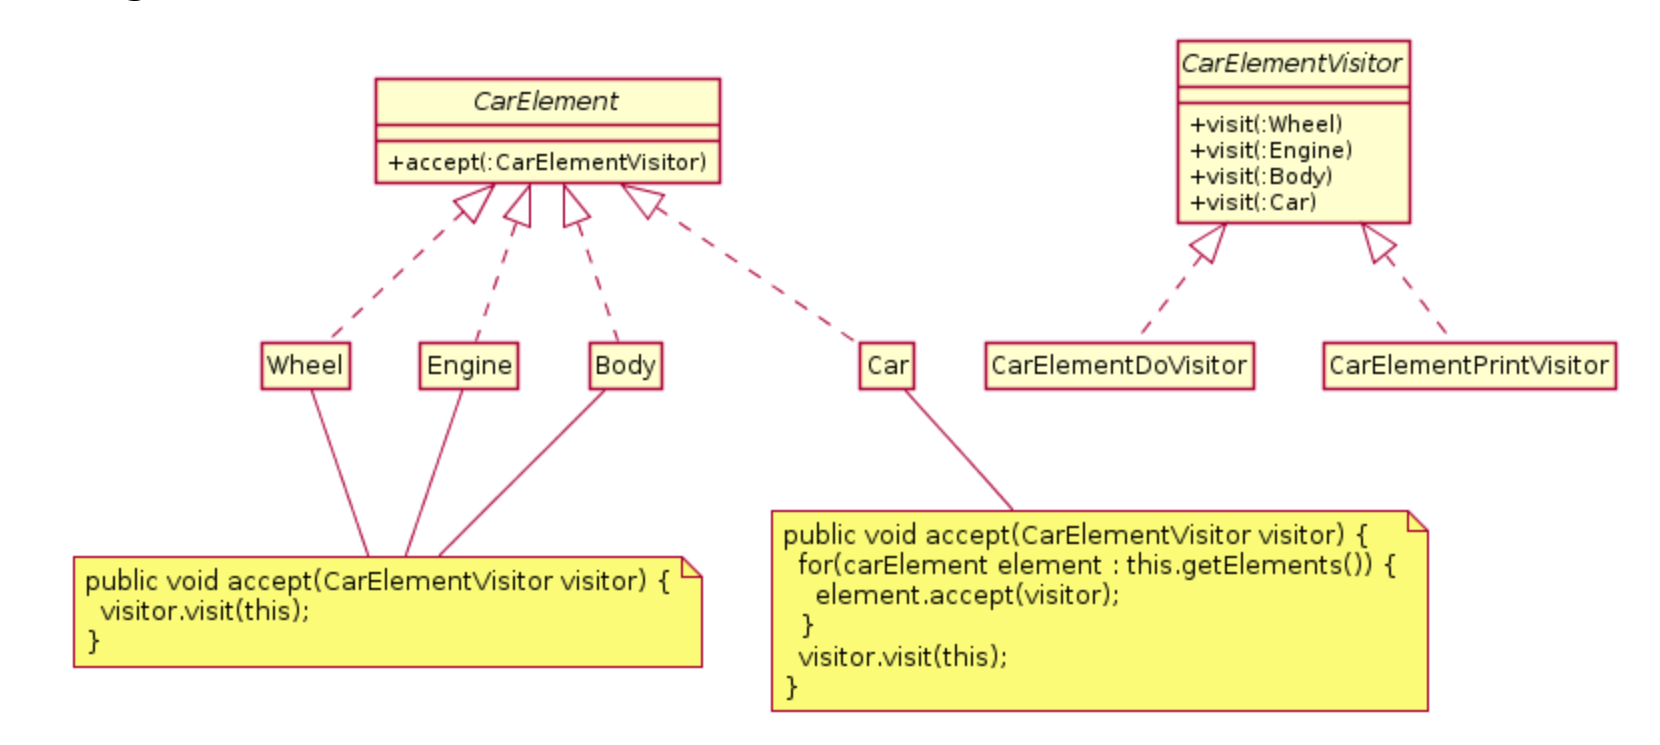 CarElement
+accept(:CarElementVisitor)
CarElementVisitor
+visit(:Wheel)
+visit(:Engine)
+visit(:Body)
+visit(:Car)
Wheel
Engine
Body
Car
CarElementDoVisitor
CarElementPrintVisitor
public void accept(CarElementVisitor visitor) {
visitor.visit(this);
}
public void accept(CarElementVisitor visitor) {
for(carElement element : this.getElements()) {
element.accept(visitor);
}
visitor.visit(this);
}